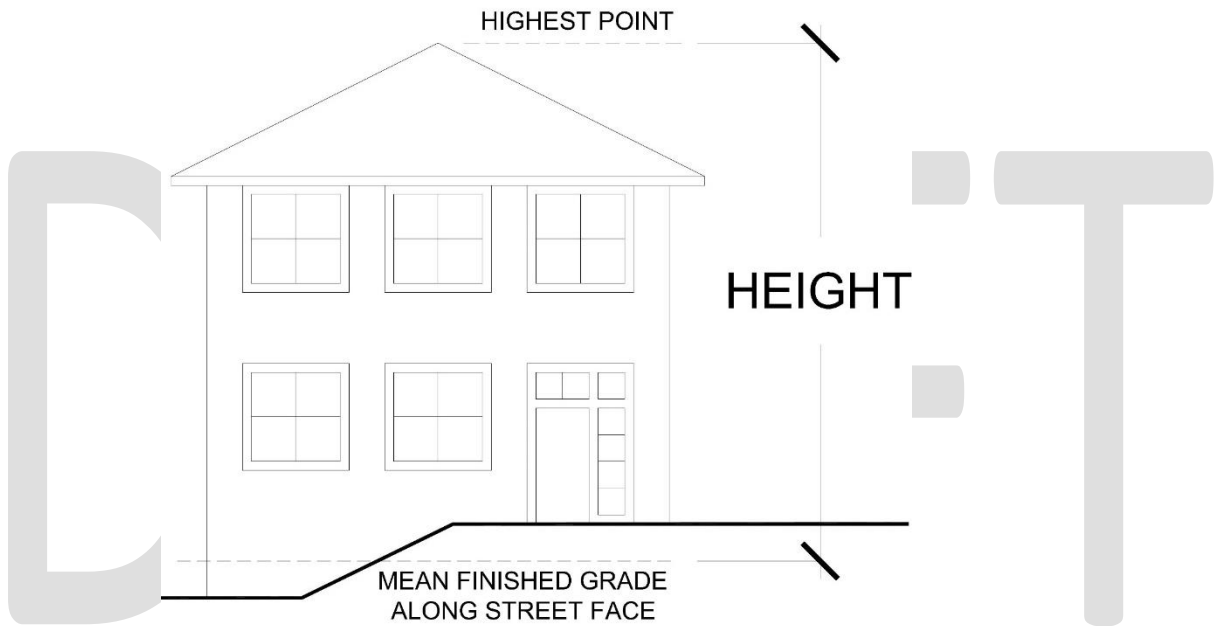 HIGHEST POINT
HEIGHT
MEAN FINISHED GRADE
ALONG STREET FACE